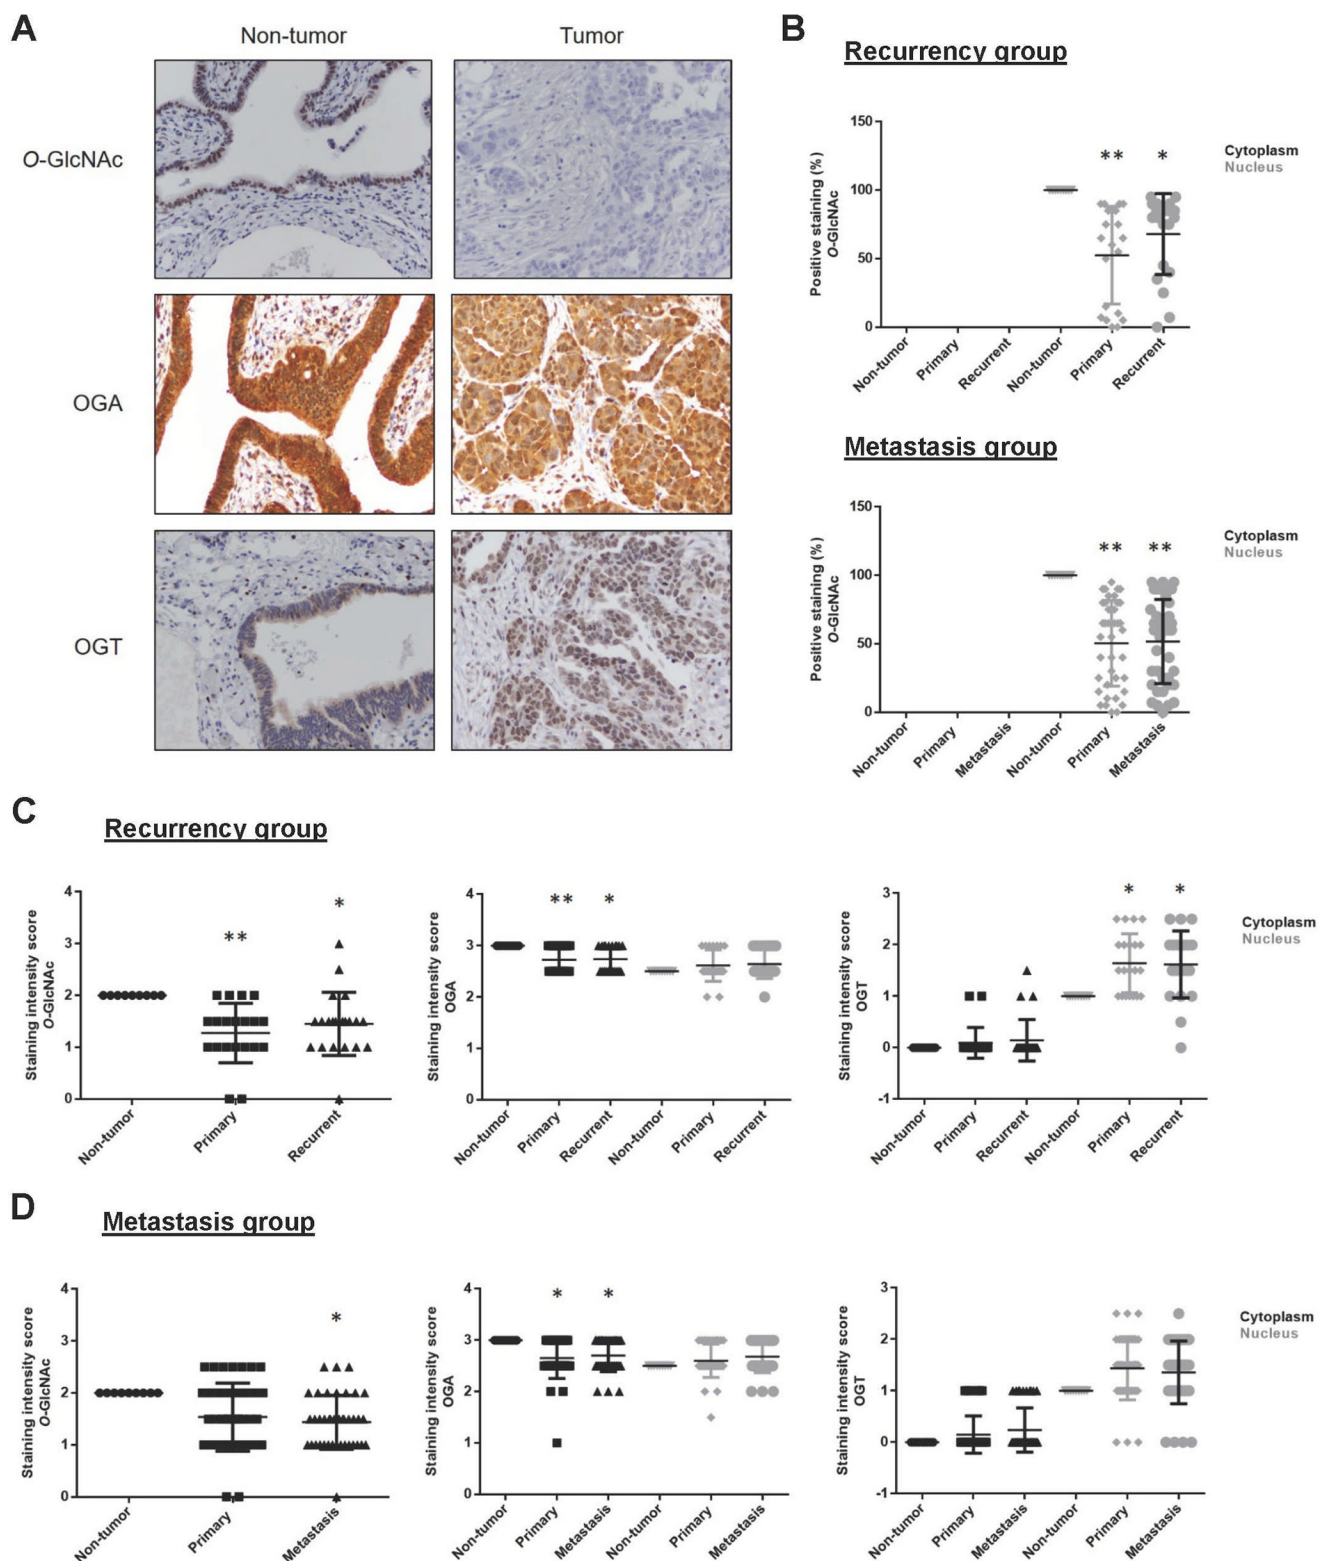 A
Non-tumor
Tumor
O-GlcNAc
OGA
OGT
B
Recurrency group
Positive staining (%)
O-GlcNAc
150
100
50
0
** *
Non-tumor
Primary
Recurrent
Non-tumor
Primary
Recurrent
Cytoplasm
Nucleus
Metastasis group
Positive staining (%)
O-GlcNAc
150
100
50
0
** **
Non-tumor
Primary
Metastasis
Non-tumor
Primary
Metastasis
Cytoplasm
Nucleus
C
Recurrency group
Staining intensity score
O-GlcNAc
4
3
2
1
0
** *
Non-tumor
Primary
Recurrent
Staining intensity score
OGA
4
3
2
1
0
** *
Non-tumor
Primary
Recurrent
Non-tumor
Primary
Recurrent
Staining intensity score
OGT
3
2
1
0
-1
* *
Non-tumor
Primary
Recurrent
Non-tumor
Primary
Recurrent
Cytoplasm
Nucleus
D
Metastasis group
Staining intensity score
O-GlcNAc
4
3
2
1
0
*
Non-tumor
Primary
Metastasis
Staining intensity score
OGA
4
3
2
1
0
* *
Non-tumor
Primary
Metastasis
Non-tumor
Primary
Metastasis
Staining intensity score
OGT
3
2
1
0
-1
Non-tumor
Primary
Metastasis
Non-tumor
Primary
Metastasis
Cytoplasm
Nucleus